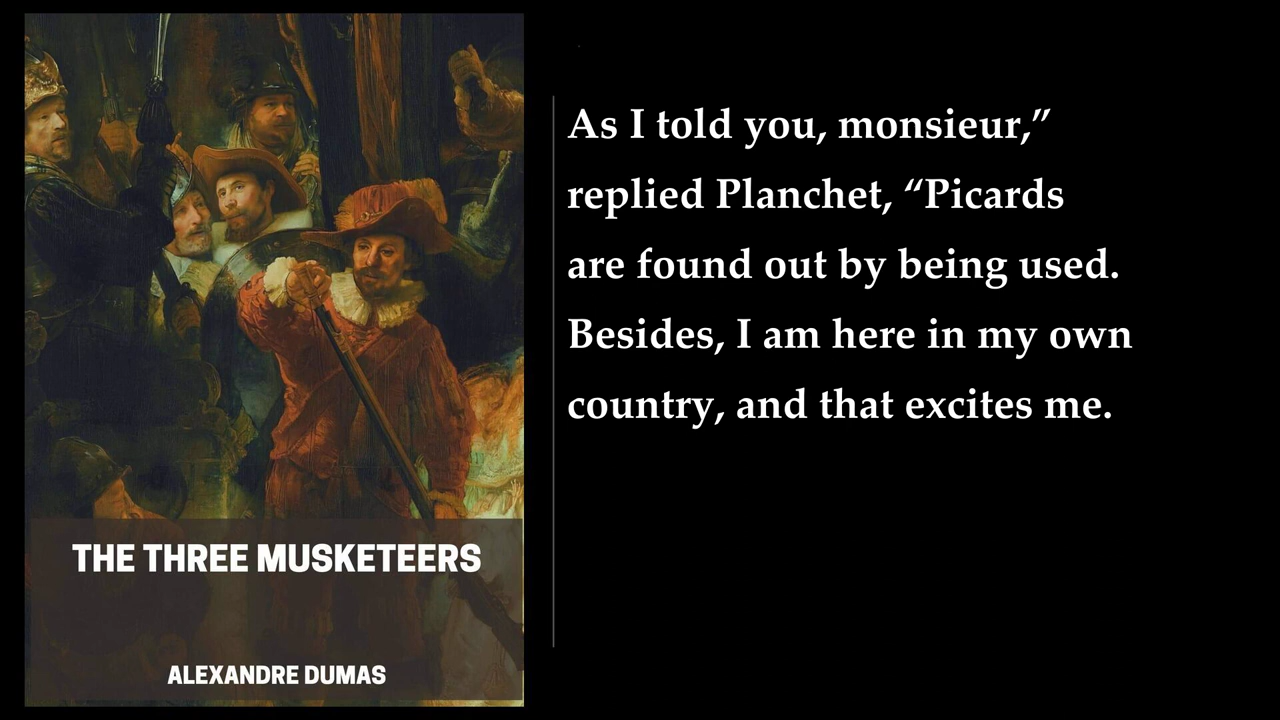 THE THREE MUSKETEERS
ALEXANDRE DUMAS
As I told you, monsieur,”
replied Planchet, “Picards
are found out by being used.
Besides, I am here in my own
country, and that excites me.